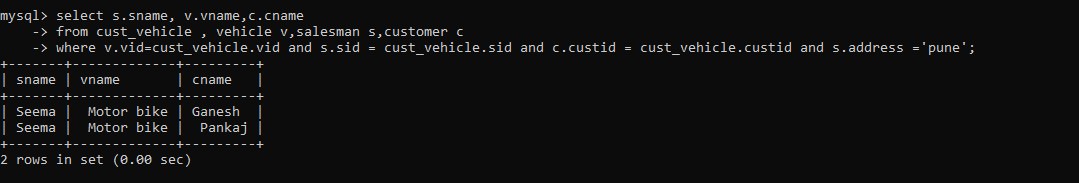 mysql> select s.sname, v.vname,c.cname
    -> from cust_vehicle , vehicle v,salesman s,customer c
    -> where v.vid=cust_vehicle.vid and s.sid = cust_vehicle.sid and c.custid = cust_vehicle.custid and s.address ='pune';
+-------+-------------+---------+
| sname | vname       | cname   |
+-------+-------------+---------+
| Seema |  Motor bike | Ganesh  |
| Seema |  Motor bike |  Pankaj |
+-------+-------------+---------+
2 rows in set (0.00 sec)